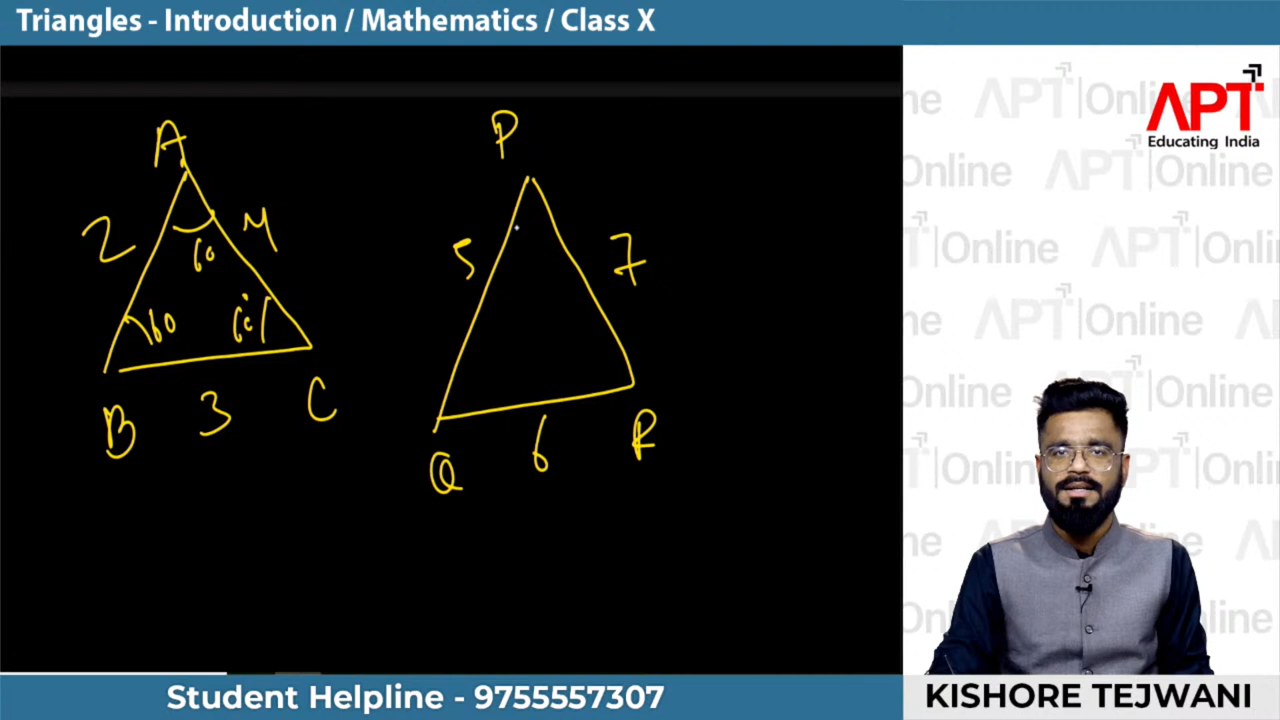 Triangles - Introduction / Mathematics / Class X
APT
Educating India
APT|Online
A
P
2
4
60
5
7
60
60
B
3
C
Q
6
R
Student Helpline - 9755557307
KISHORE TEJWANI